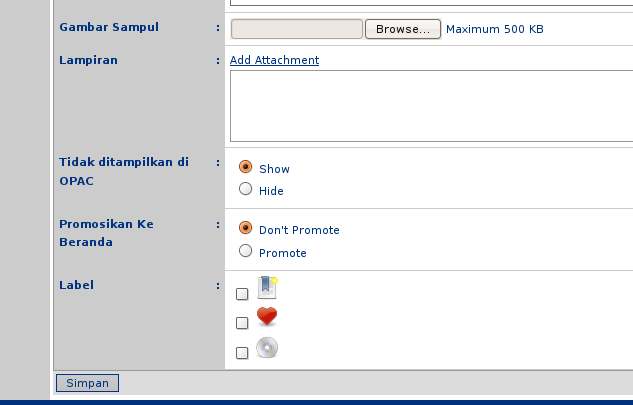 Gambar Sampul : Browse... Maximum 500 KB
Lampiran : Add Attachment
Tidak ditampilkan di OPAC : Show
Hide
Promosikan Ke Beranda : Don't Promote
Promote
Label :
Simpan